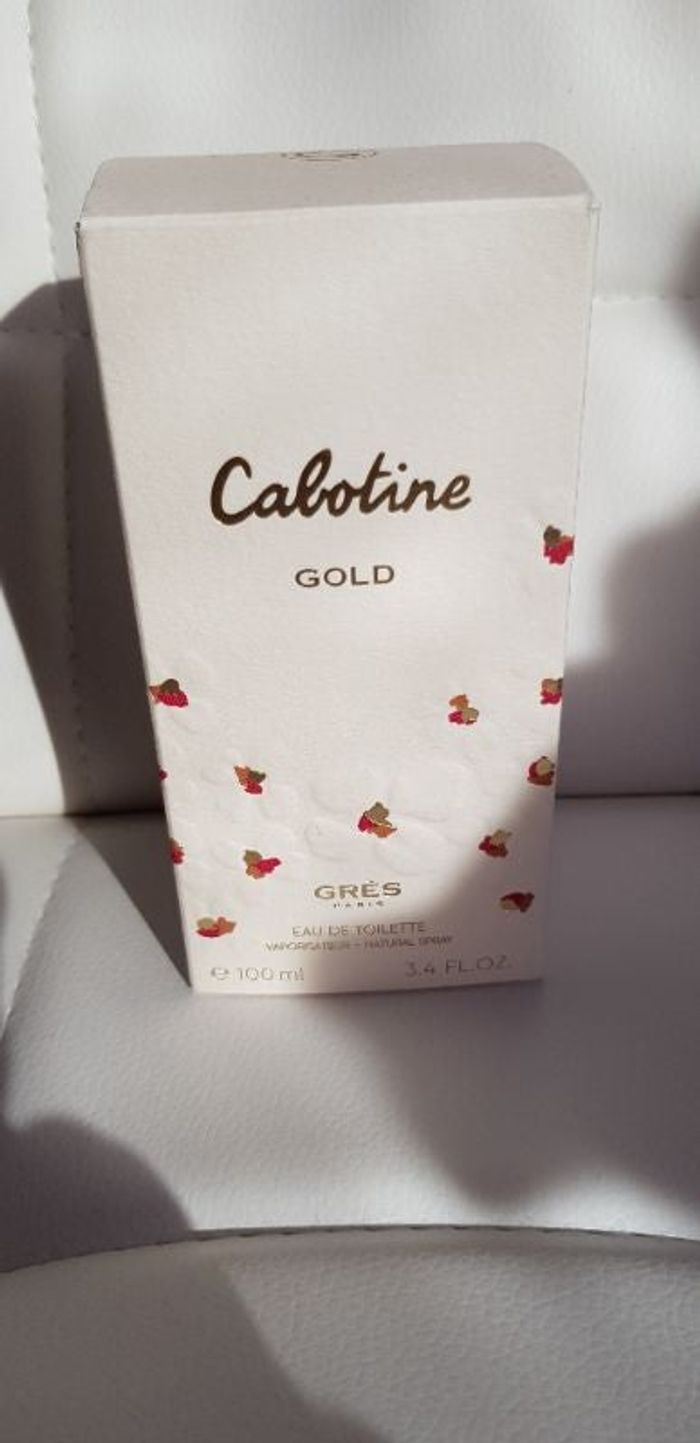 Cabotine
GOLD
GRÈS
PARIS
EAU DE TOILETTE
VAPORISATEUR - NATURAL SPRAY
℮ 100 ml 3.4 FL.OZ.